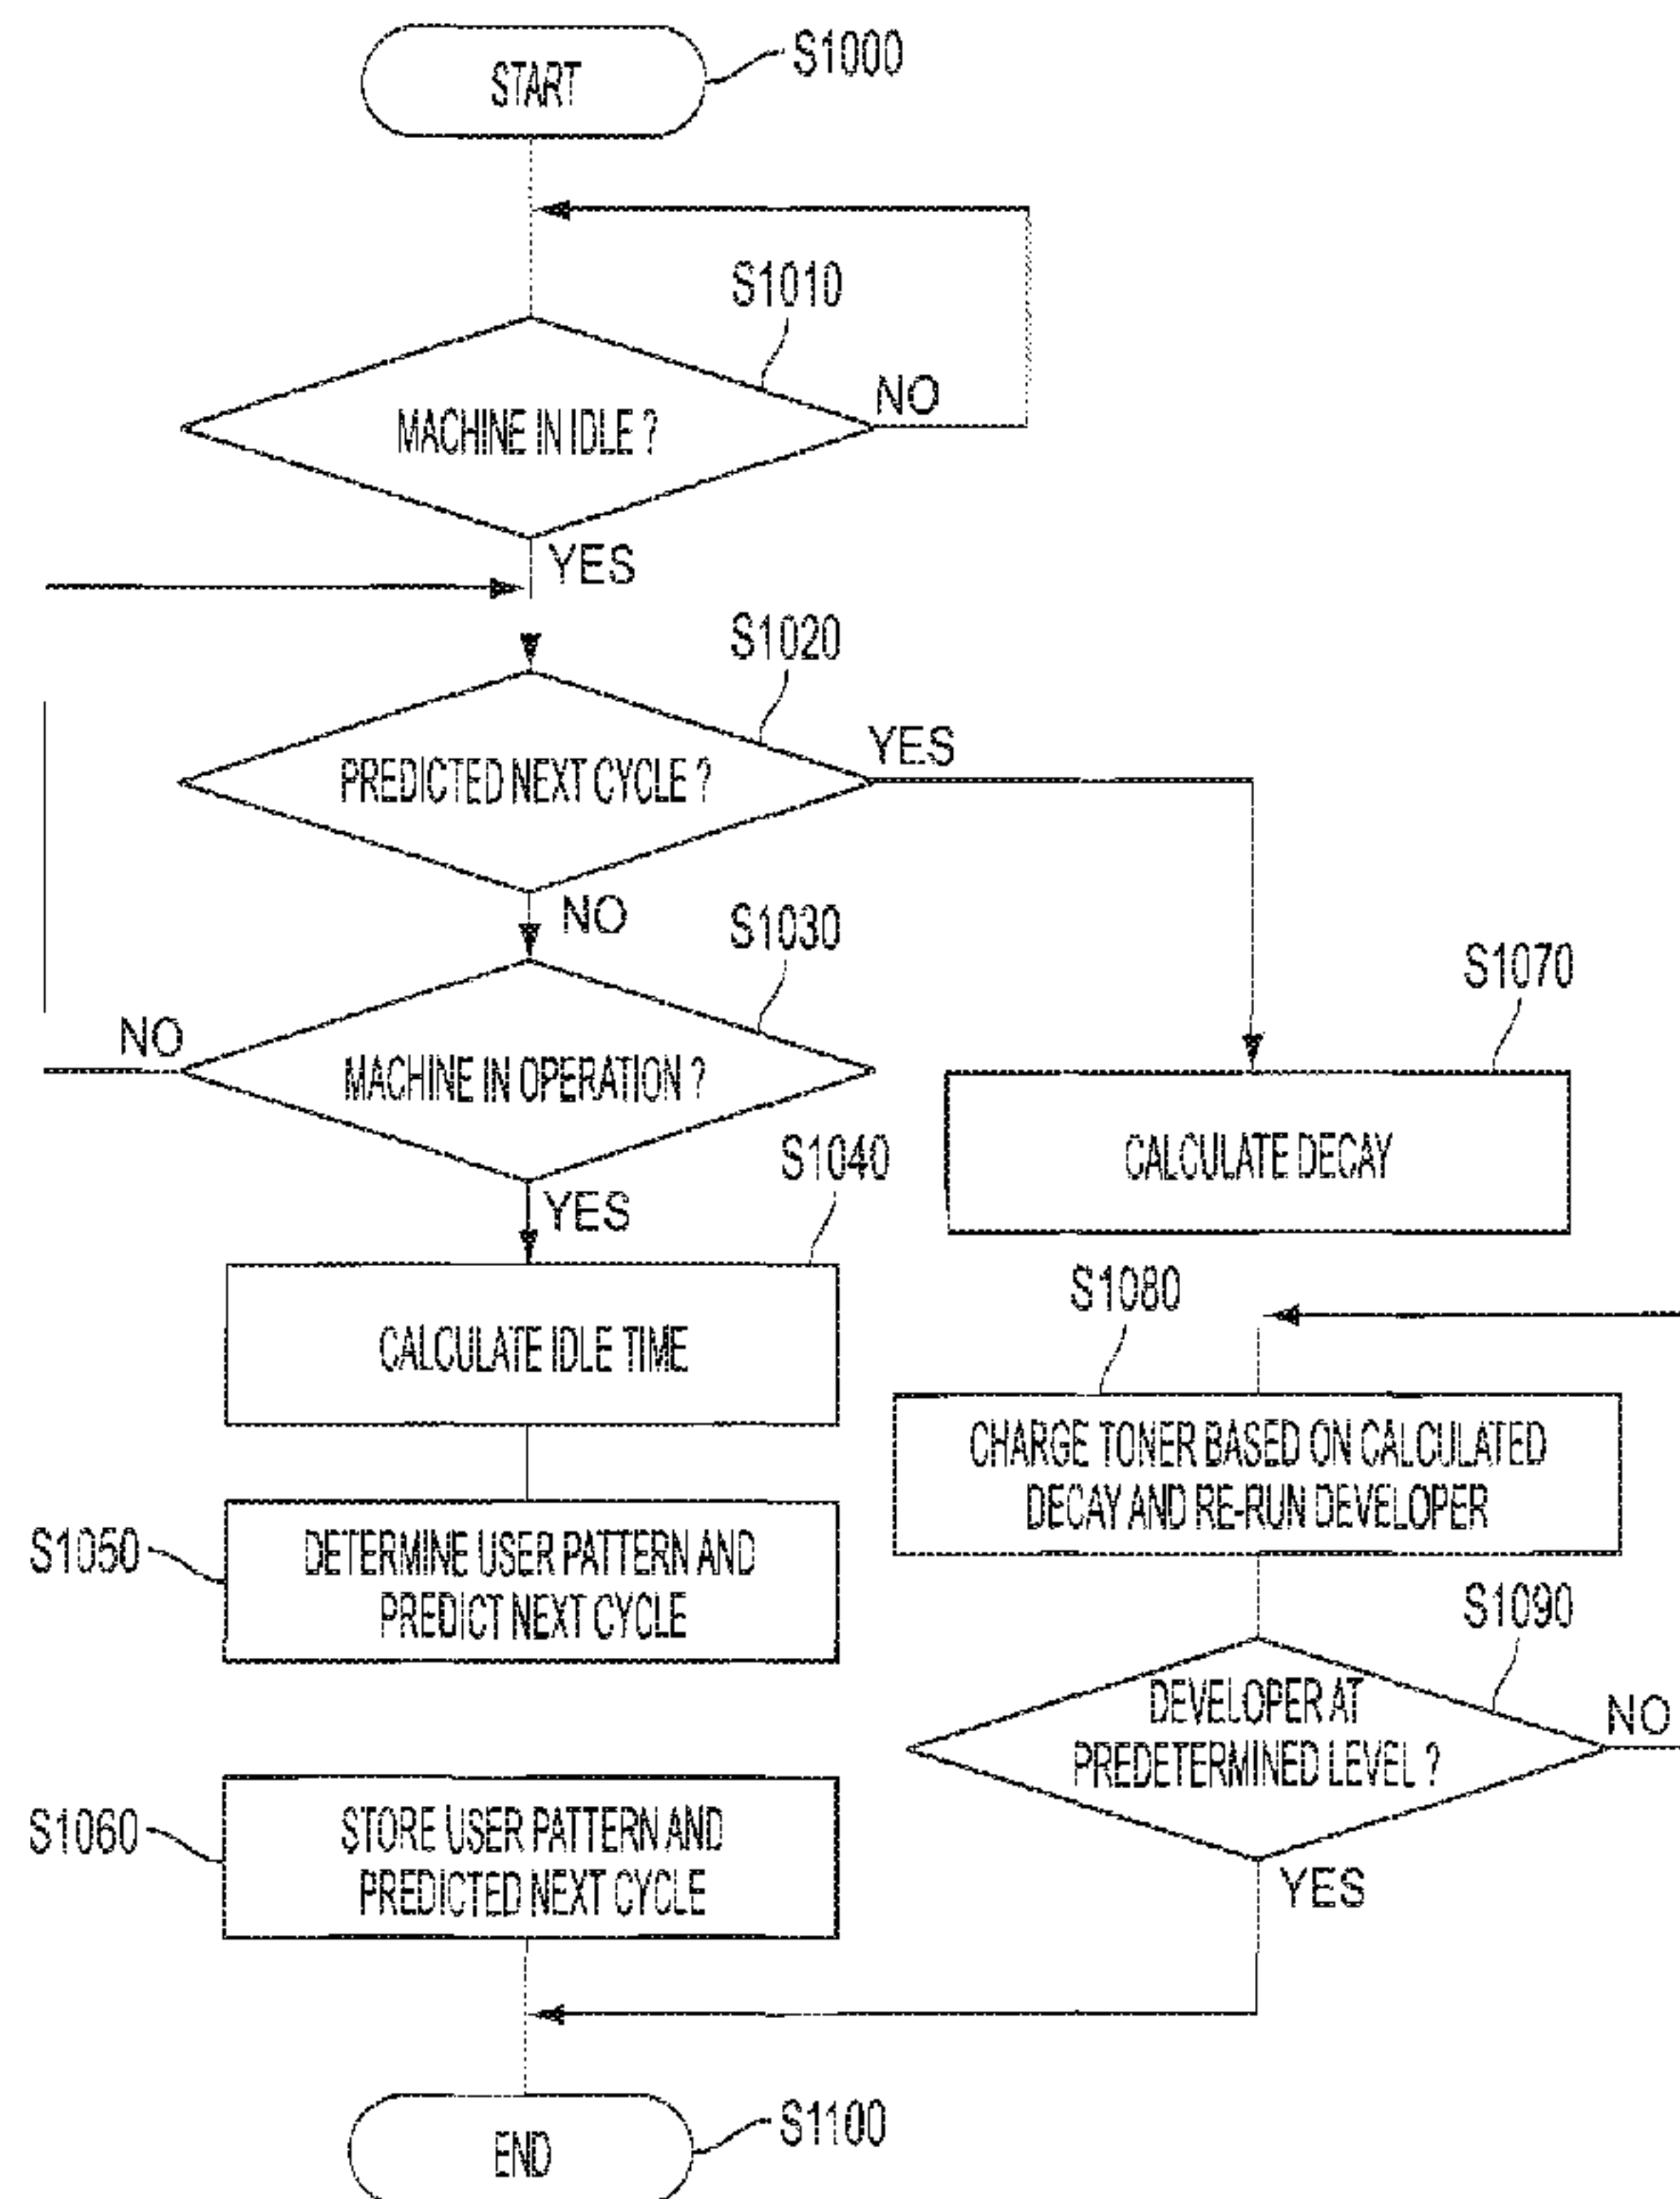 START
S1000
S1010
MACHINE IN IDLE ?
NO
YES
S1020
PREDICTED NEXT CYCLE ?
YES
NO
S1030
MACHINE IN OPERATION ?
NO
YES
S1040
CALCULATE IDLE TIME
S1050
DETERMINE USER PATTERN AND
PREDICT NEXT CYCLE
S1060
STORE USER PATTERN AND
PREDICTED NEXT CYCLE
S1070
CALCULATE DECAY
S1080
CHARGE TONER BASED ON CALCULATED
DECAY AND RE-RUN DEVELOPER
S1090
DEVELOPER AT
PREDETERMINED LEVEL ?
NO
YES
END
S1100